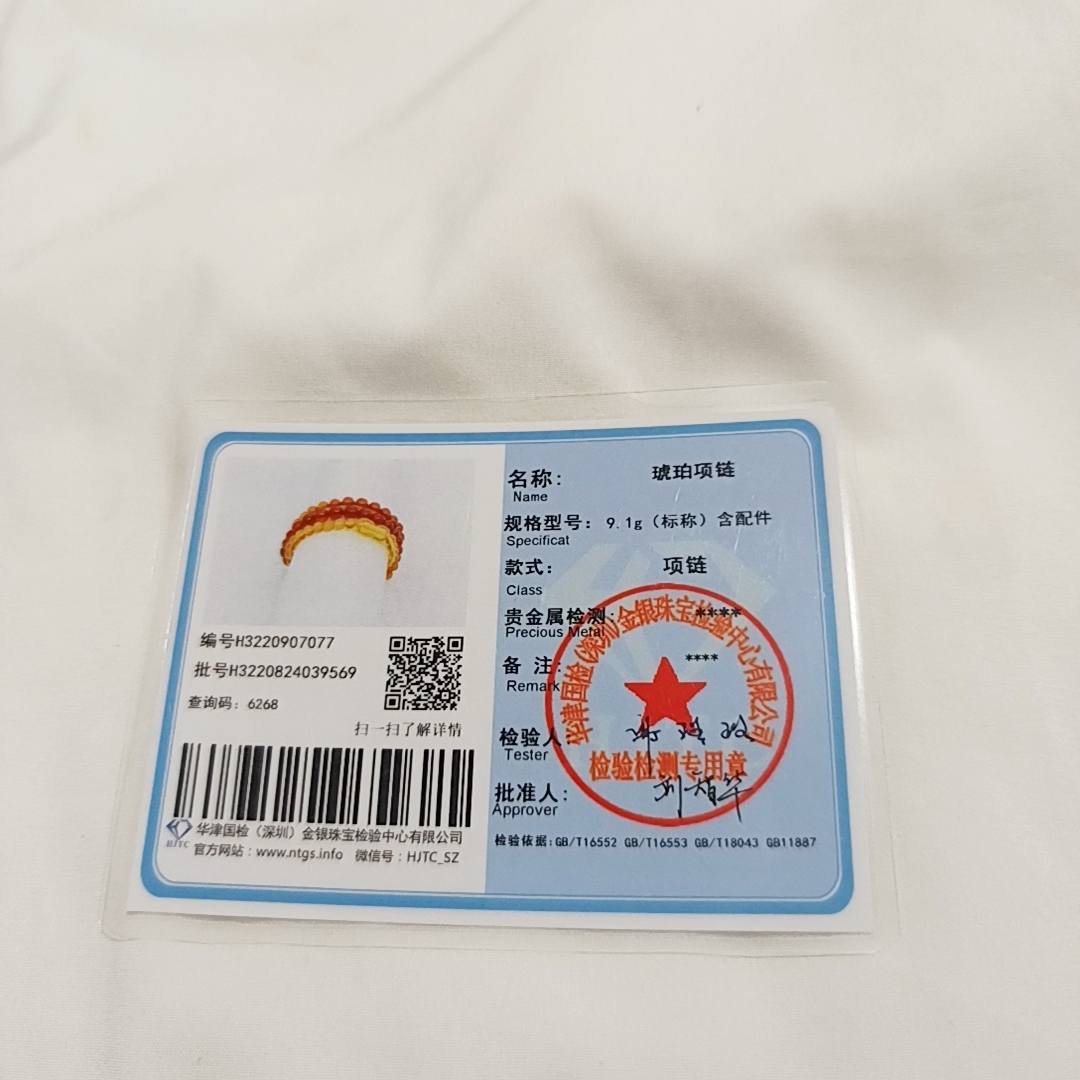 编号H3220907077
批号H3220824039569
查询码：6268
扫一扫了解详情
HJTC
华津国检（深圳）金银珠宝检验中心有限公司
官方网站：www.ntgs.info 微信号：HJTC_SZ
名称： 琥珀项链
Name
规格型号：9.1g（标称）含配件
Specificat
款式： 项链
Class
贵金属检测： ****
Precious Metal
备 注： ****
Remark
检验人：
Tester
批准人：
Approver
华津国检(深圳)金银珠宝检验中心有限公司
检验检测专用章
检验依据:GB/T16552 GB/T16553 GB/T18043 GB11887